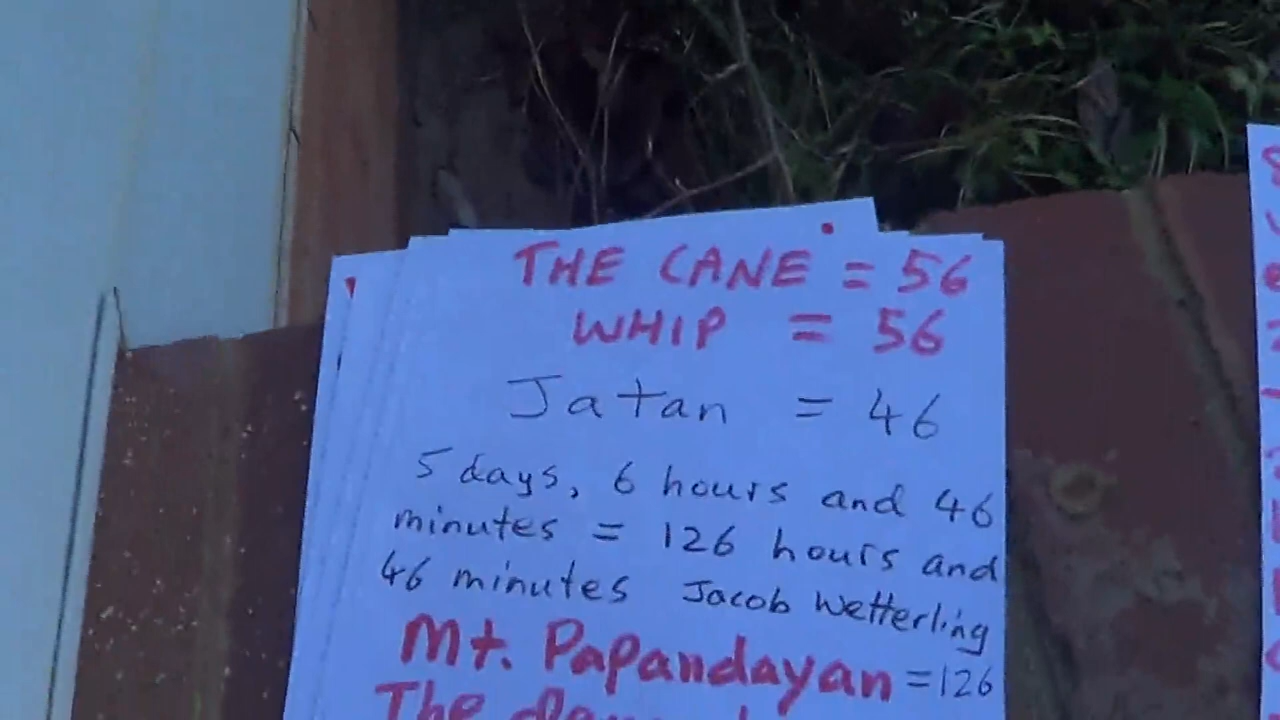 THE CANE = 56
WHIP = 56
Jatan = 46
5 days, 6 hours and 46
minutes = 126 hours and
46 minutes Jacob Wetterling
Mt. Papandayan = 126
The